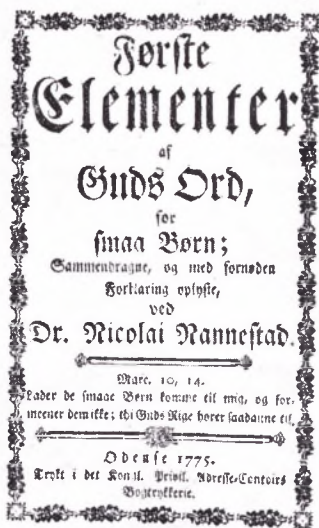 Første
Elementer
af
Guds Ord,
for
smaa Børn;
Sammendragne, og med fornøden
Forklaring oplyste,
ved
Dr. Nicolai Nannestad.
Marc. 10, 14.
Lader de smaae Børn komme til mig, og for-
meener dem ikke; thi Guds Rige hører saadanne til.
Odense 1775.
Trykt i det Kongl. Privil. Adresse-Contoirs
Bogtrykkerie.